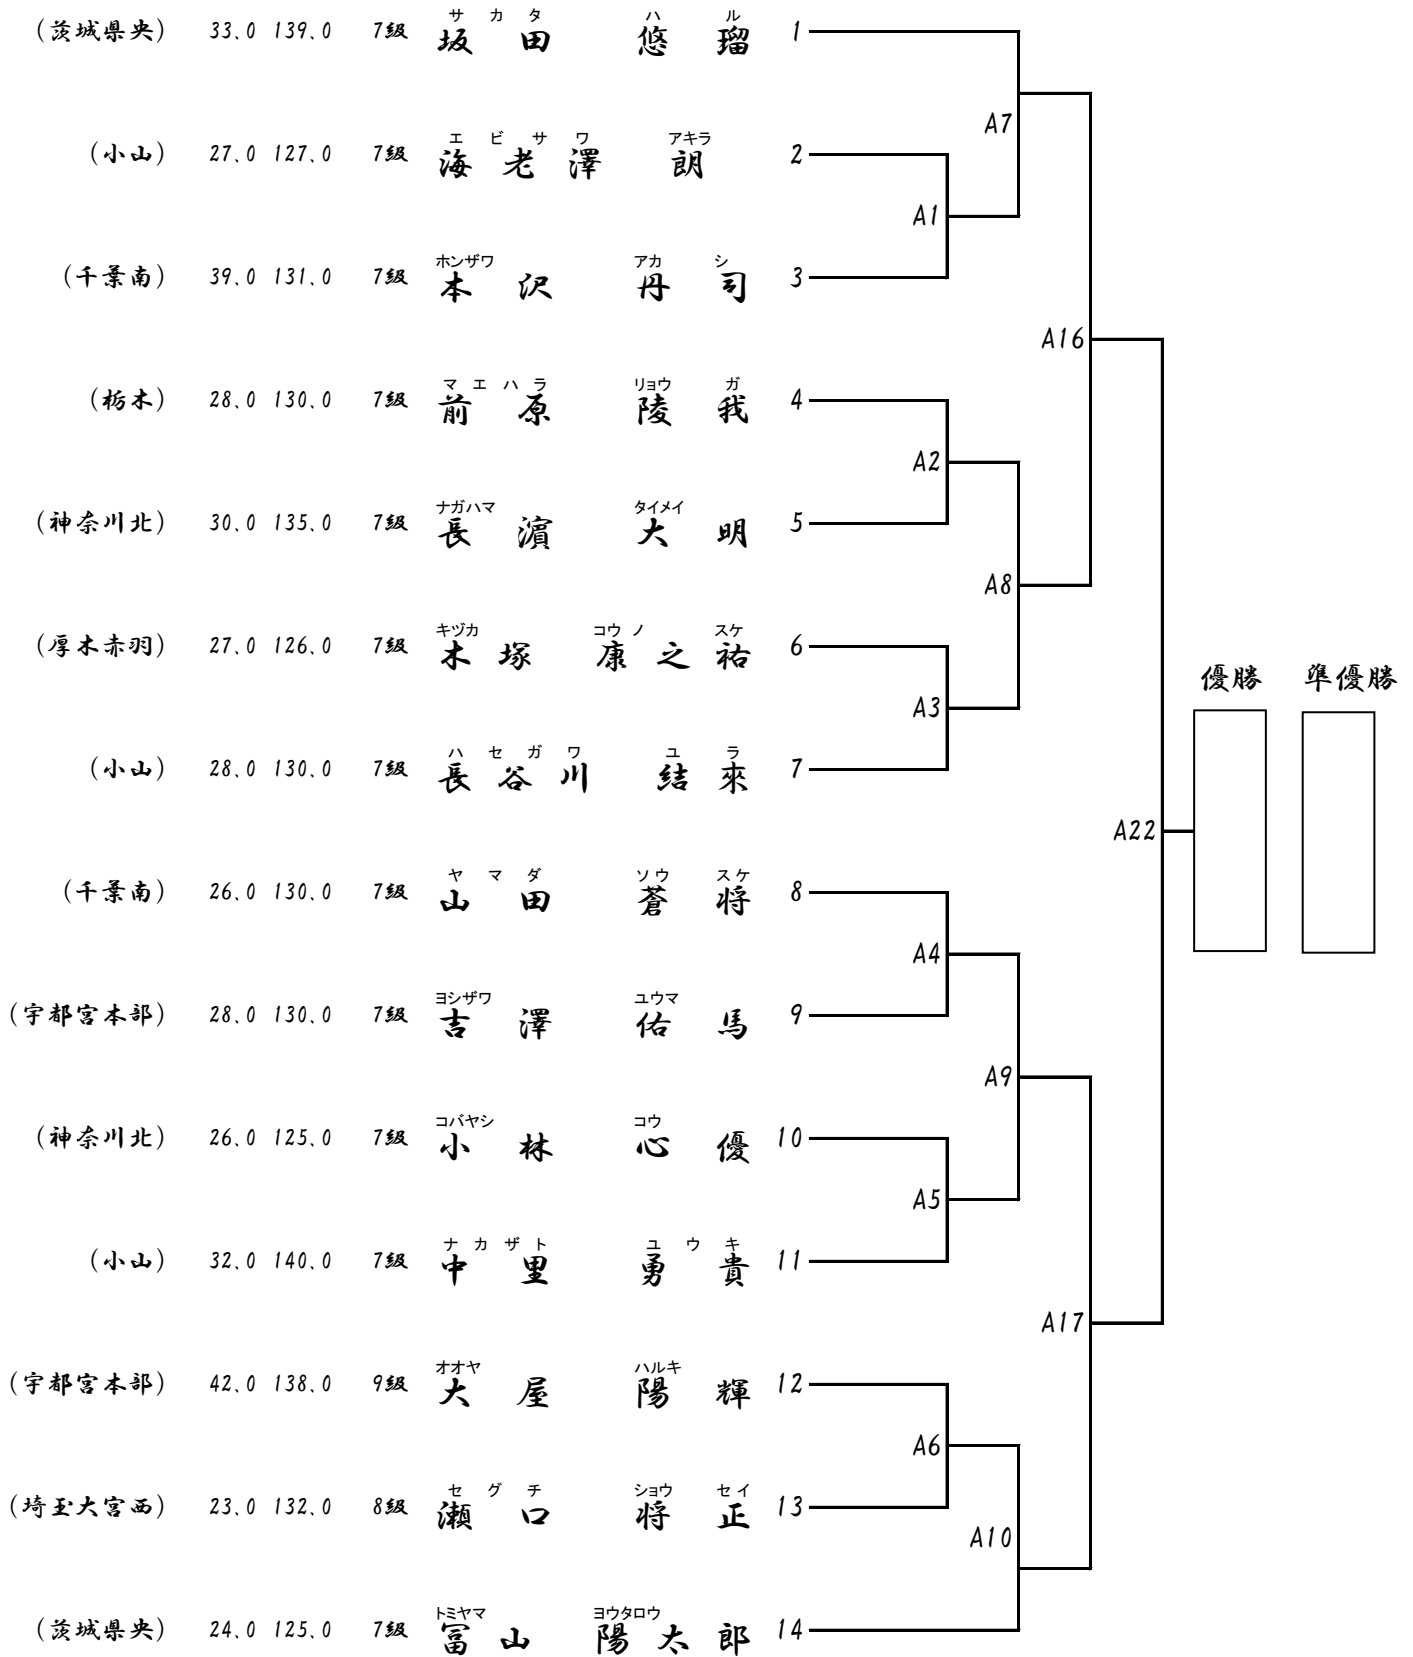 サカタ ハル
(茨城県央) 33.0 139.0 7級 坂田 悠瑠 1
A7
エビサワ アキラ
(小山) 27.0 127.0 7級 海老澤 朗 2
A1
ホンザワ アカシ
(千葉南) 39.0 131.0 7級 本沢 丹司 3
A16
マエハラ リョウガ
(栃木) 28.0 130.0 7級 前原 陵我 4
A2
ナガハマ タイメイ
(神奈川北) 30.0 135.0 7級 長濵 大明 5
A8
キヅカ コウノスケ
(厚木赤羽) 27.0 126.0 7級 木塚 康之祐 6
優勝 準優勝
A3
ハセガワ ユラ
(小山) 28.0 130.0 7級 長谷川 結來 7
A22
ヤマダ ソウスケ
(千葉南) 26.0 130.0 7級 山田 蒼将 8
A4
ヨシザワ ユウマ
(宇都宮本部) 28.0 130.0 7級 吉澤 佑馬 9
A9
コバヤシ コウ
(神奈川北) 26.0 125.0 7級 小林 心優 10
A5
ナカザト ユウキ
(小山) 32.0 140.0 7級 中里 勇貴 11
A17
オオヤ ハルキ
(宇都宮本部) 42.0 138.0 9級 大屋 陽輝 12
A6
セグチ ショウセイ
(埼玉大宮西) 23.0 132.0 8級 瀬口 将正 13
A10
トミヤマ ヨウタロウ
(茨城県央) 24.0 125.0 7級 冨山 陽太郎 14